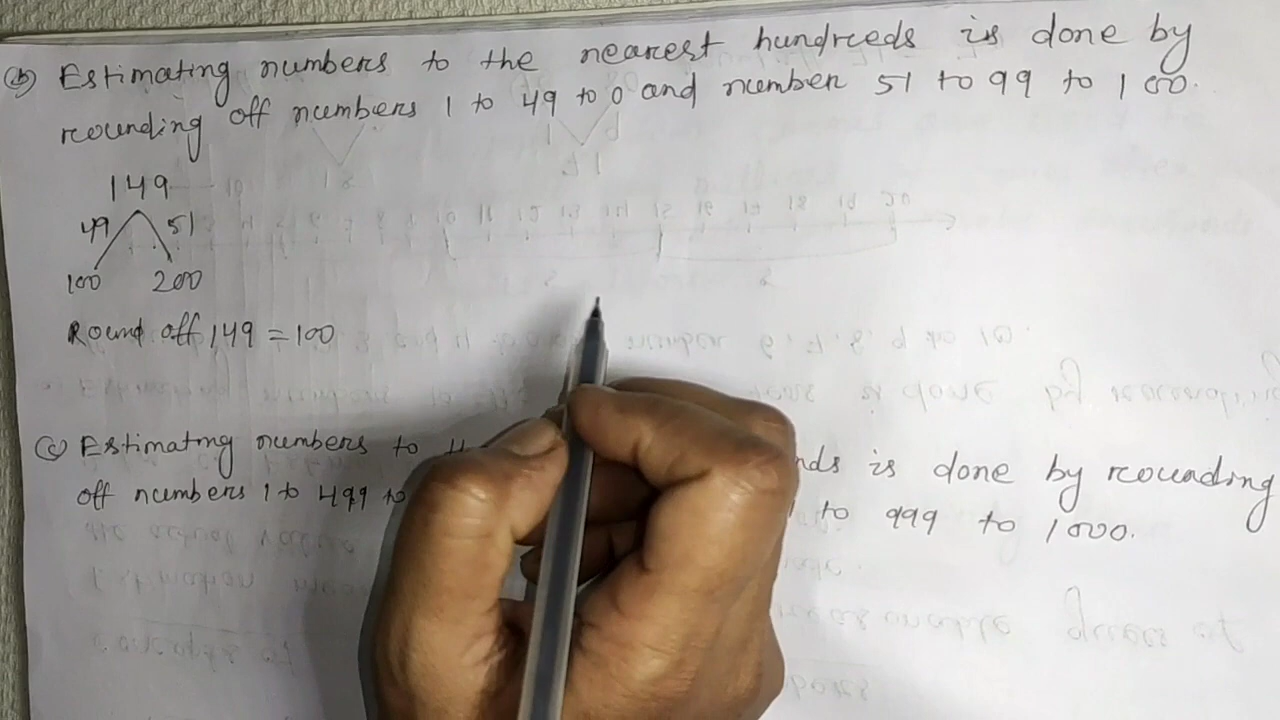 (b) Estimating numbers to the nearest hundreds is done by
rounding off numbers 1 to 49 to 0 and number 51 to 99 to 100.
149
49 51
100 200
Round off 149 = 100
(c) Estimating numbers to is done by rounding
off numbers 1 to 499 to to 999 to 1000.